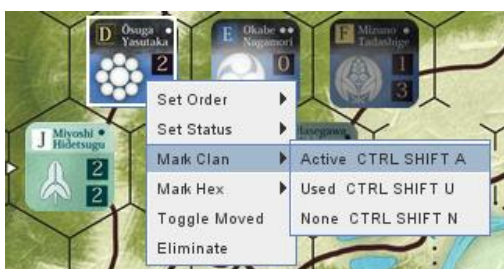 D Ōsuga •
Yasutaka
2
E Okabe ••
Nagamori
0
F Mizuno •
Tadashige
1
3
J Miyoshi •
Hidetsugu
2
2
Hasegawa
Set Order
Set Status
Mark Clan
Mark Hex
Toggle Moved
Eliminate
Active CTRL SHIFT A
Used CTRL SHIFT U
None CTRL SHIFT N